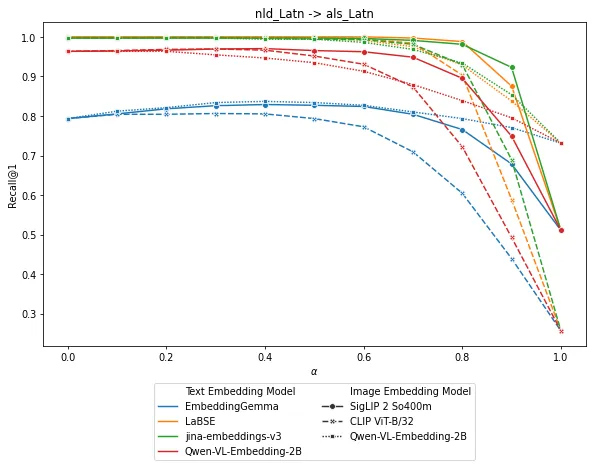 nld_Latn -> als_Latn
1.0
0.9
0.8
0.7
0.6
0.5
0.4
0.3
Recall@1
0.0 0.2 0.4 0.6 0.8 1.0
α
Text Embedding Model Image Embedding Model
EmbeddingGemma SigLIP 2 So400m
LaBSE CLIP ViT-B/32
jina-embeddings-v3 Qwen-VL-Embedding-2B
Qwen-VL-Embedding-2B